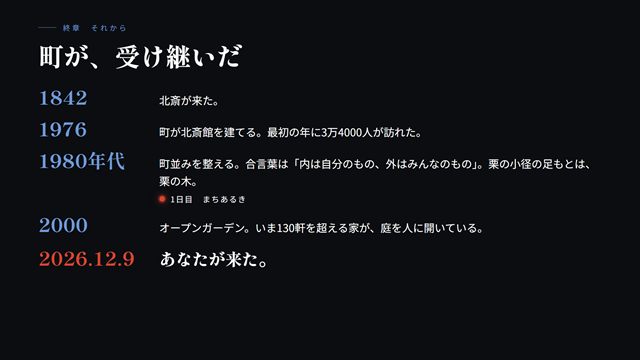 終章 それから
町が、受け継いだ
1842
北斎が来た。
1976
町が北斎館を建てる。最初の年に3万4000人が訪れた。
1980年代
町並みを整える。合言葉は「内は自分のもの、外はみんなのもの」。栗の小径の足もとは、
栗の木。
1日目 まちあるき
2000
オープンガーデン。いま130軒を超える家が、庭を人に開いている。
2026.12.9
あなたが来た。